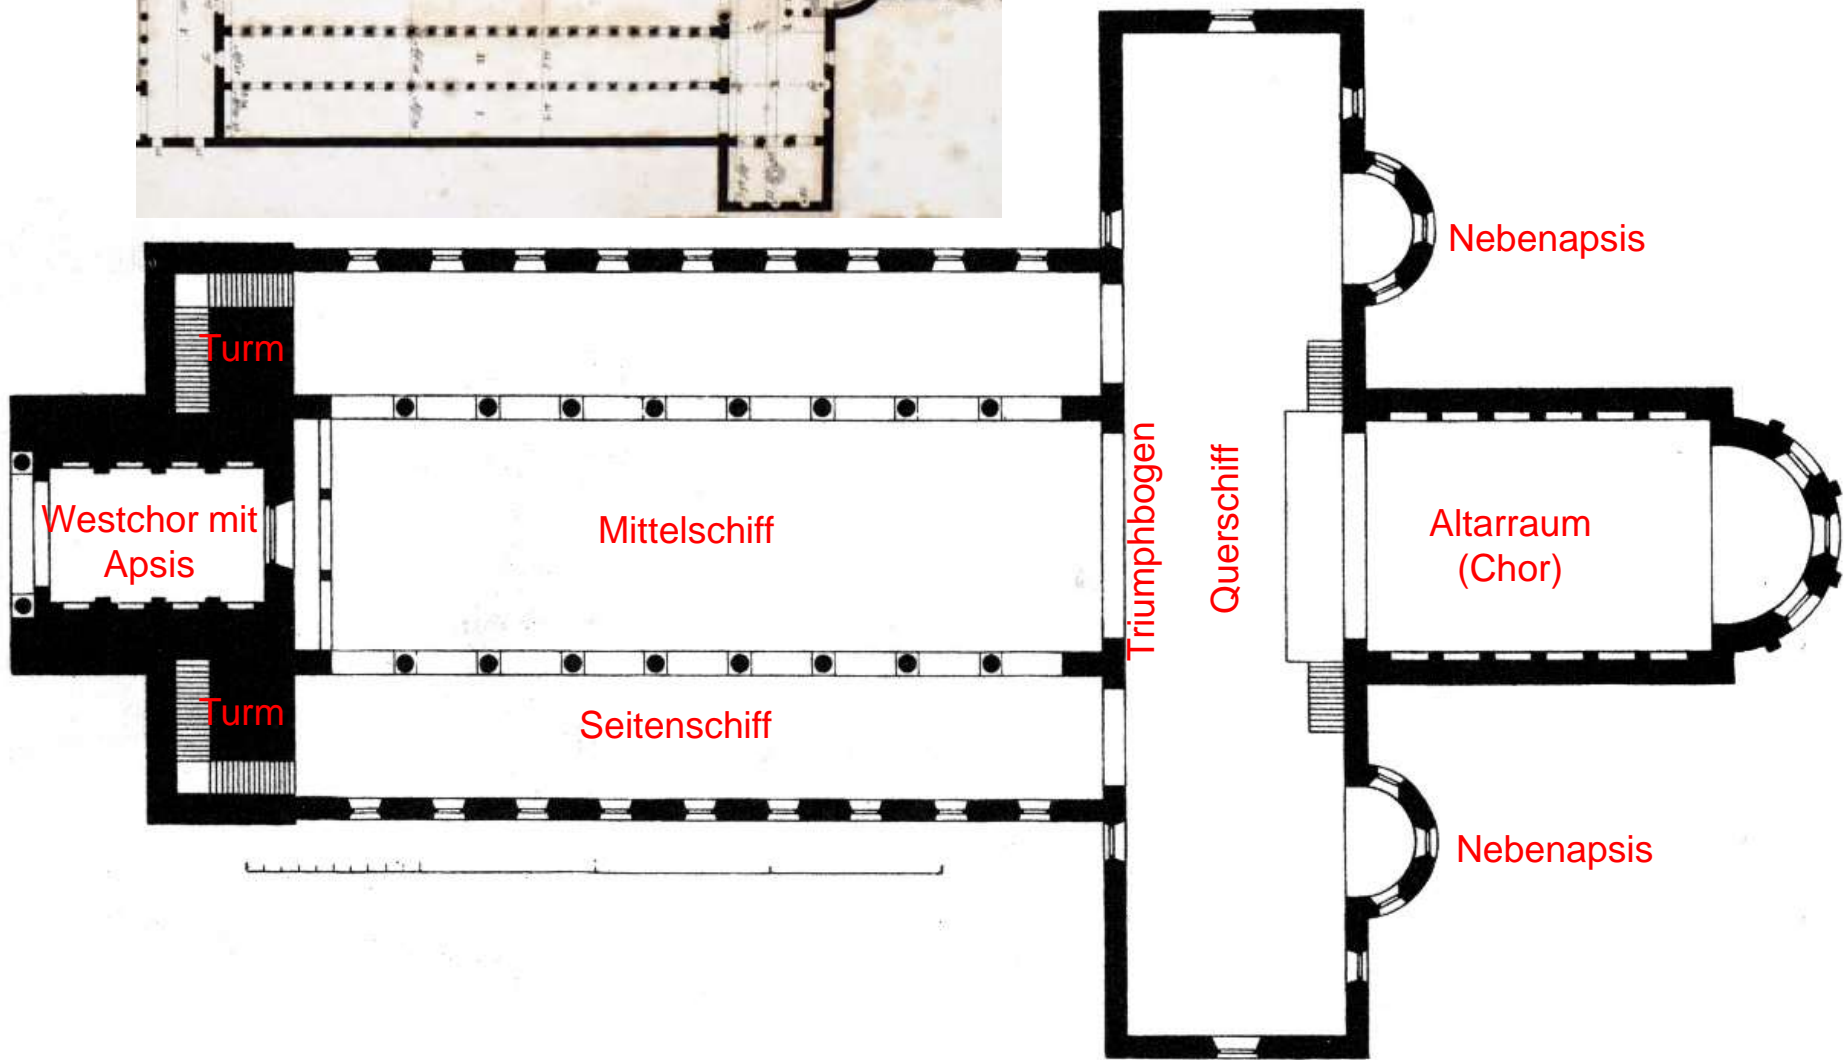 Nebenapsis
Turm
Westchor mit
Apsis
Mittelschiff
Triumphbogen
Querschiff
Altarraum
(Chor)
Turm
Seitenschiff
Nebenapsis